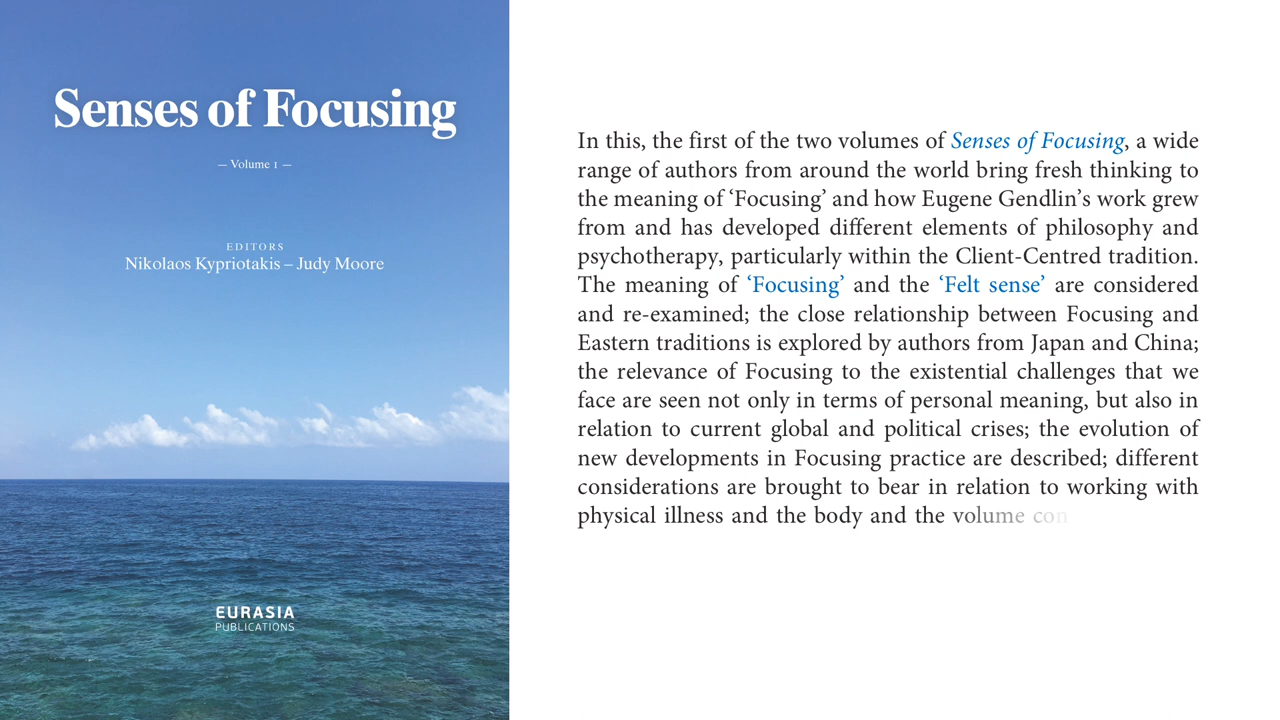 Senses of Focusing
— Volume 1 —
EDITORS
Nikolaos Kypriotakis – Judy Moore
EURASIA
PUBLICATIONS
In this, the first of the two volumes of Senses of Focusing, a wide
range of authors from around the world bring fresh thinking to
the meaning of ‘Focusing’ and how Eugene Gendlin’s work grew
from and has developed different elements of philosophy and
psychotherapy, particularly within the Client-Centred tradition.
The meaning of ‘Focusing’ and the ‘Felt sense’ are considered
and re-examined; the close relationship between Focusing and
Eastern traditions is explored by authors from Japan and China;
the relevance of Focusing to the existential challenges that we
face are seen not only in terms of personal meaning, but also in
relation to current global and political crises; the evolution of
new developments in Focusing practice are described; different
considerations are brought to bear in relation to working with
physical illness and the body and the volume con